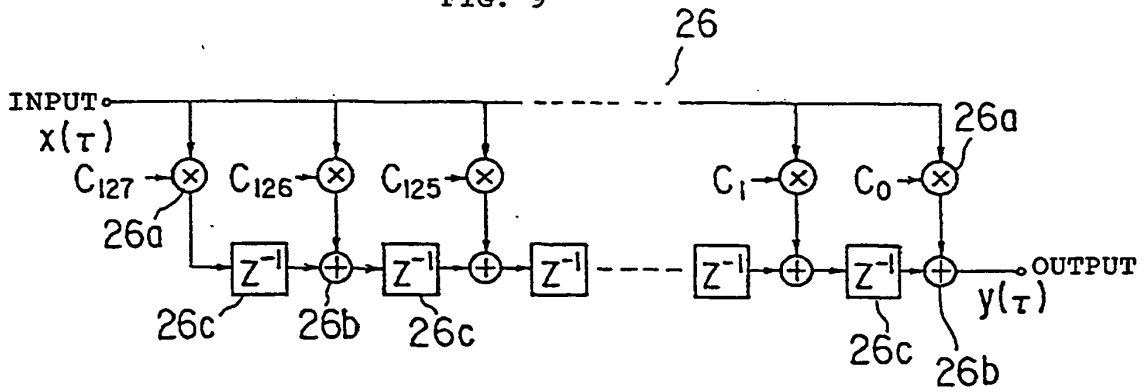 FIG. 9
26
INPUT
x(τ)
26a
C127
C126
C125
C1
C0
26a
Z⁻¹
Z⁻¹
Z⁻¹
Z⁻¹
Z⁻¹
OUTPUT
y(τ)
26c
26b
26c
26c
26b